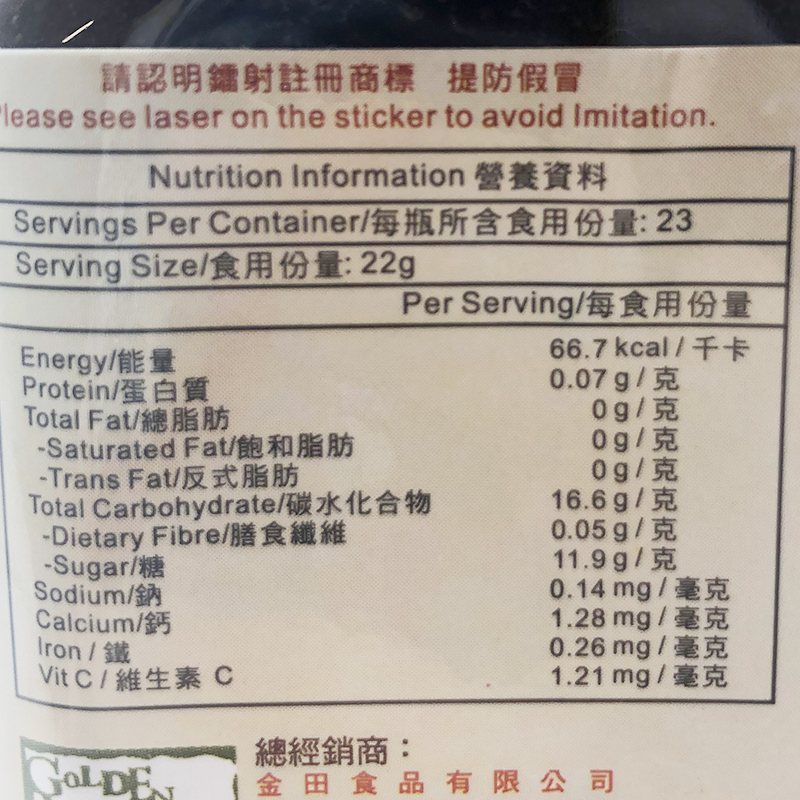 請認明鐳射註冊商標 提防假冒
Please see laser on the sticker to avoid Imitation.
Nutrition Information 營養資料
Servings Per Container/每瓶所含食用份量: 23
Serving Size/食用份量: 22g
Per Serving/每食用份量
Energy/能量 66.7 kcal / 千卡
Protein/蛋白質 0.07 g / 克
Total Fat/總脂肪 0 g / 克
-Saturated Fat/飽和脂肪 0 g / 克
-Trans Fat/反式脂肪 0 g / 克
Total Carbohydrate/碳水化合物 16.6 g / 克
-Dietary Fibre/膳食纖維 0.05 g / 克
-Sugar/糖 11.9 g / 克
Sodium/鈉 0.14 mg / 毫克
Calcium/鈣 1.28 mg / 毫克
Iron / 鐵 0.26 mg / 毫克
Vit C / 維生素 C 1.21 mg / 毫克
總經銷商：
GOLDEN
金田食品有限公司